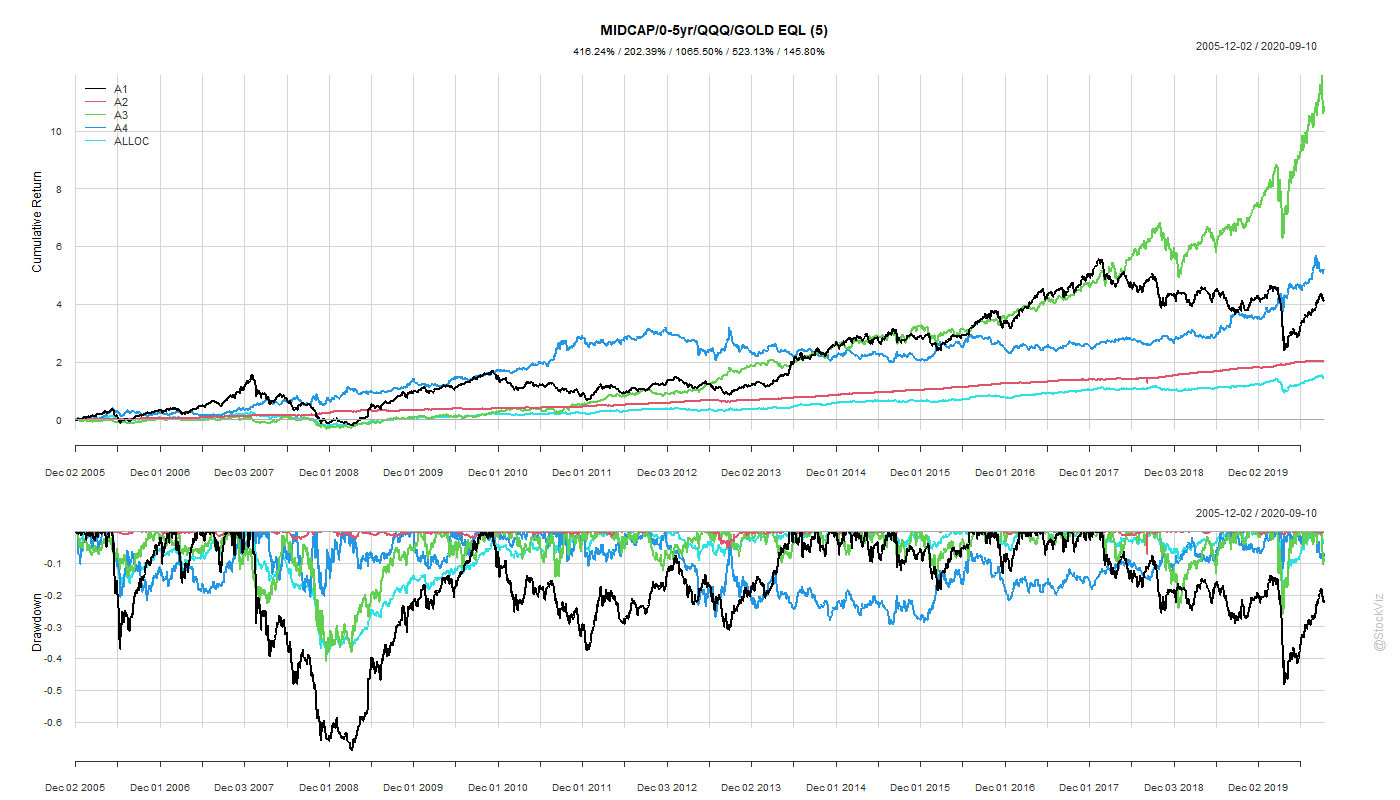 MIDCAP/0-5yr/QQQ/GOLD EQL (5)
416.24% / 202.39% / 1065.50% / 523.13% / 145.80%
2005-12-02 / 2020-09-10
A1
A2
A3
A4
ALLOC
Cumulative Return
10
8
6
4
2
0
Dec 02 2005 Dec 01 2006 Dec 03 2007 Dec 01 2008 Dec 01 2009 Dec 01 2010 Dec 01 2011 Dec 03 2012 Dec 02 2013 Dec 01 2014 Dec 01 2015 Dec 01 2016 Dec 01 2017 Dec 03 2018 Dec 02 2019
2005-12-02 / 2020-09-10
Drawdown
-0.1
-0.2
-0.3
-0.4
-0.5
-0.6
Dec 02 2005 Dec 01 2006 Dec 03 2007 Dec 01 2008 Dec 01 2009 Dec 01 2010 Dec 01 2011 Dec 03 2012 Dec 02 2013 Dec 01 2014 Dec 01 2015 Dec 01 2016 Dec 01 2017 Dec 03 2018 Dec 02 2019
@StockViz